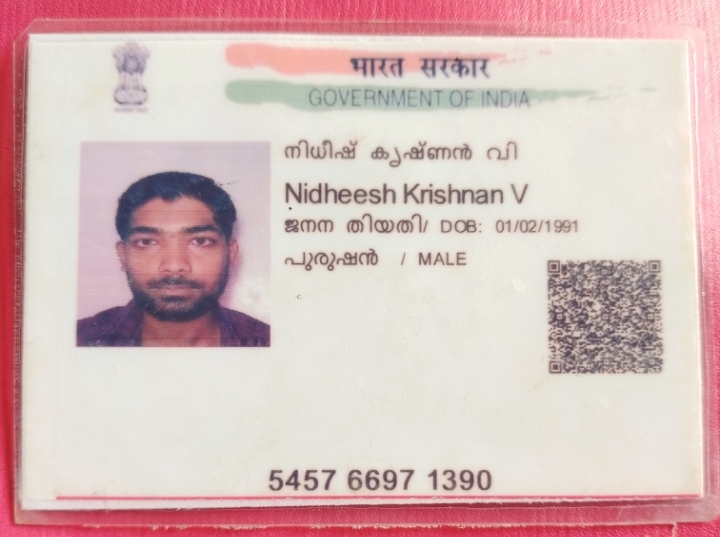 भारत सरकार
GOVERNMENT OF INDIA
നിധീഷ് കൃഷ്ണൻ വി
Nidheesh Krishnan V
ജനന തിയതി/ DOB: 01/02/1991
പുരുഷൻ / MALE
5457 6697 1390